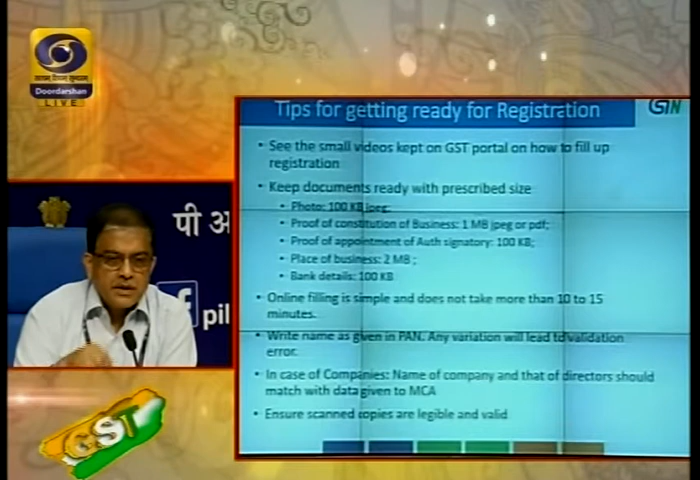 सत्यम् शिवम् सुन्दरम्
Doordarshan
LIVE
Tips for getting ready for Registration
GSTN
• See the small videos kept on GST portal on how to fill up
registration
• Keep documents ready with prescribed size
• Photo: 100 KB jpeg;
• Proof of constitution of Business: 1 MB jpeg or pdf;
• Proof of appointment of Auth signatory: 100 KB;
• Place of business: 2 MB ;
• Bank details: 100 KB
• Online filling is simple and does not take more than 10 to 15
minutes.
• Write name as given in PAN. Any variation will lead to validation
error.
• In case of Companies: Name of company and that of directors should
match with data given to MCA
• Ensure scanned copies are legible and valid
पी अ
f pil
GST